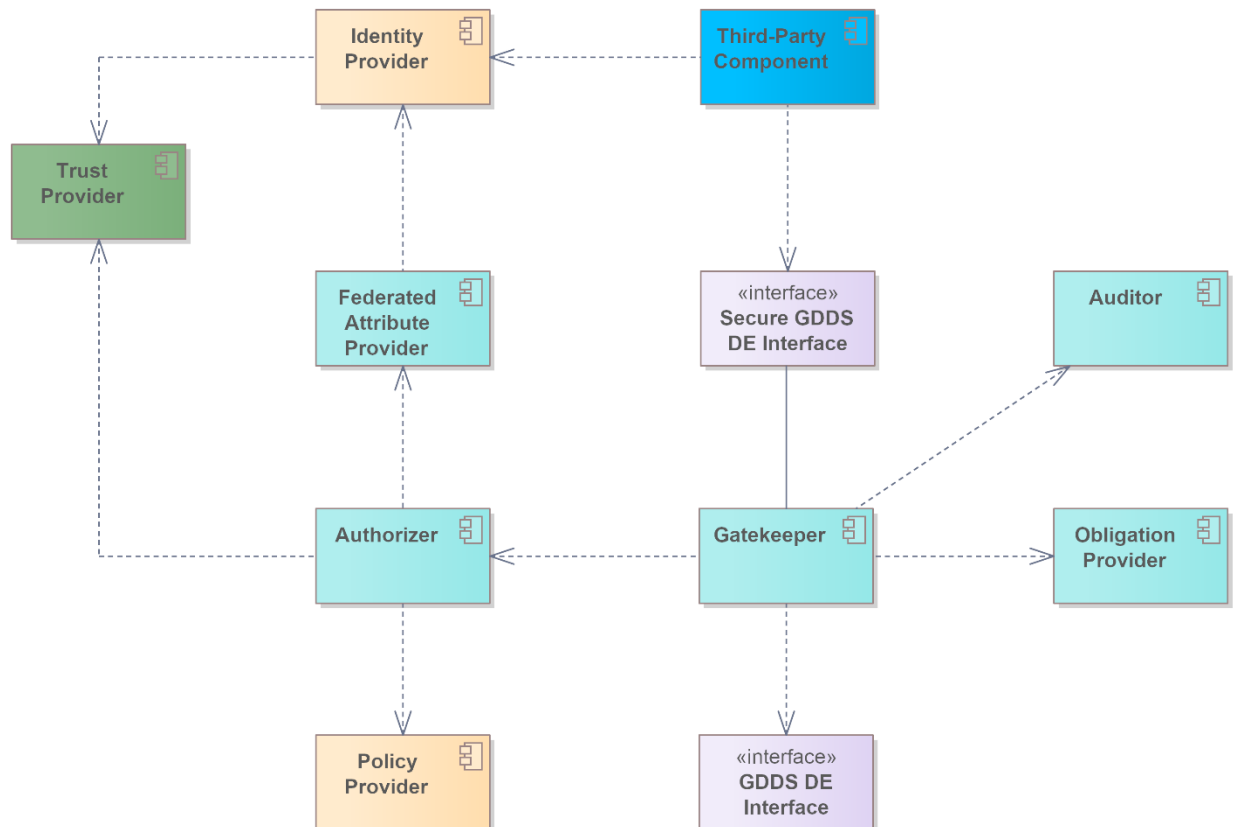 Identity
Provider
Third-Party
Component
Trust
Provider
Federated
Attribute
Provider
«interface»
Secure GDDS
DE Interface
Auditor
Authorizer
Gatekeeper
Obligation
Provider
Policy
Provider
«interface»
GDDS DE
Interface